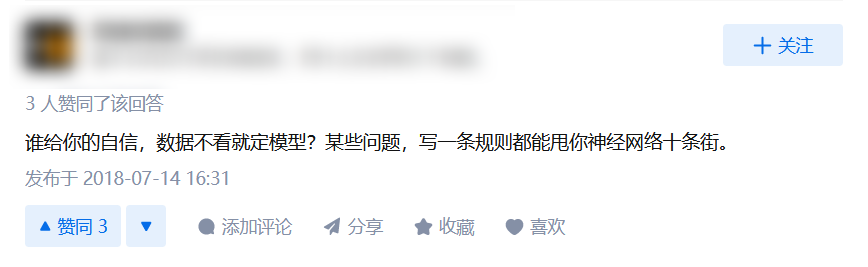 + 关注
3 人赞同了该回答
谁给你的自信，数据不看就定模型？某些问题，写一条规则都能甩你神经网络十条街。
发布于 2018-07-14 16:31
赞同 3 添加评论 分享 收藏 喜欢